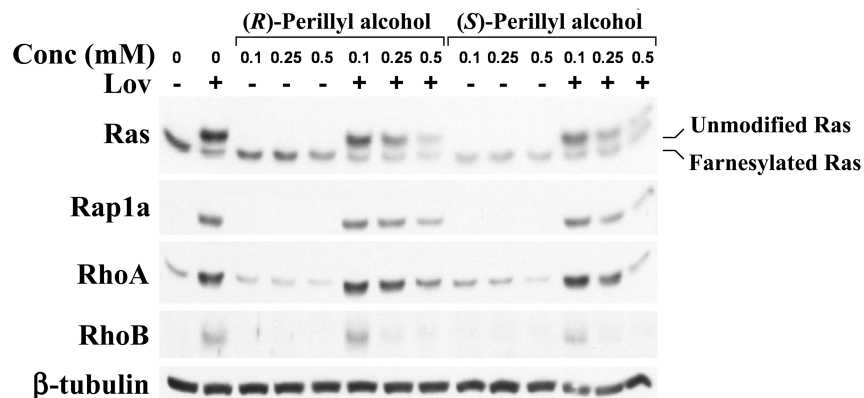 (R)-Perillyl alcohol (S)-Perillyl alcohol
Conc (mM) 0 0 0.1 0.25 0.5 0.1 0.25 0.5 0.1 0.25 0.5 0.1 0.25 0.5
Lov - + - - - + + + - - - + + +
Ras
Unmodified Ras
Farnesylated Ras
Rap1a
RhoA
RhoB
β-tubulin